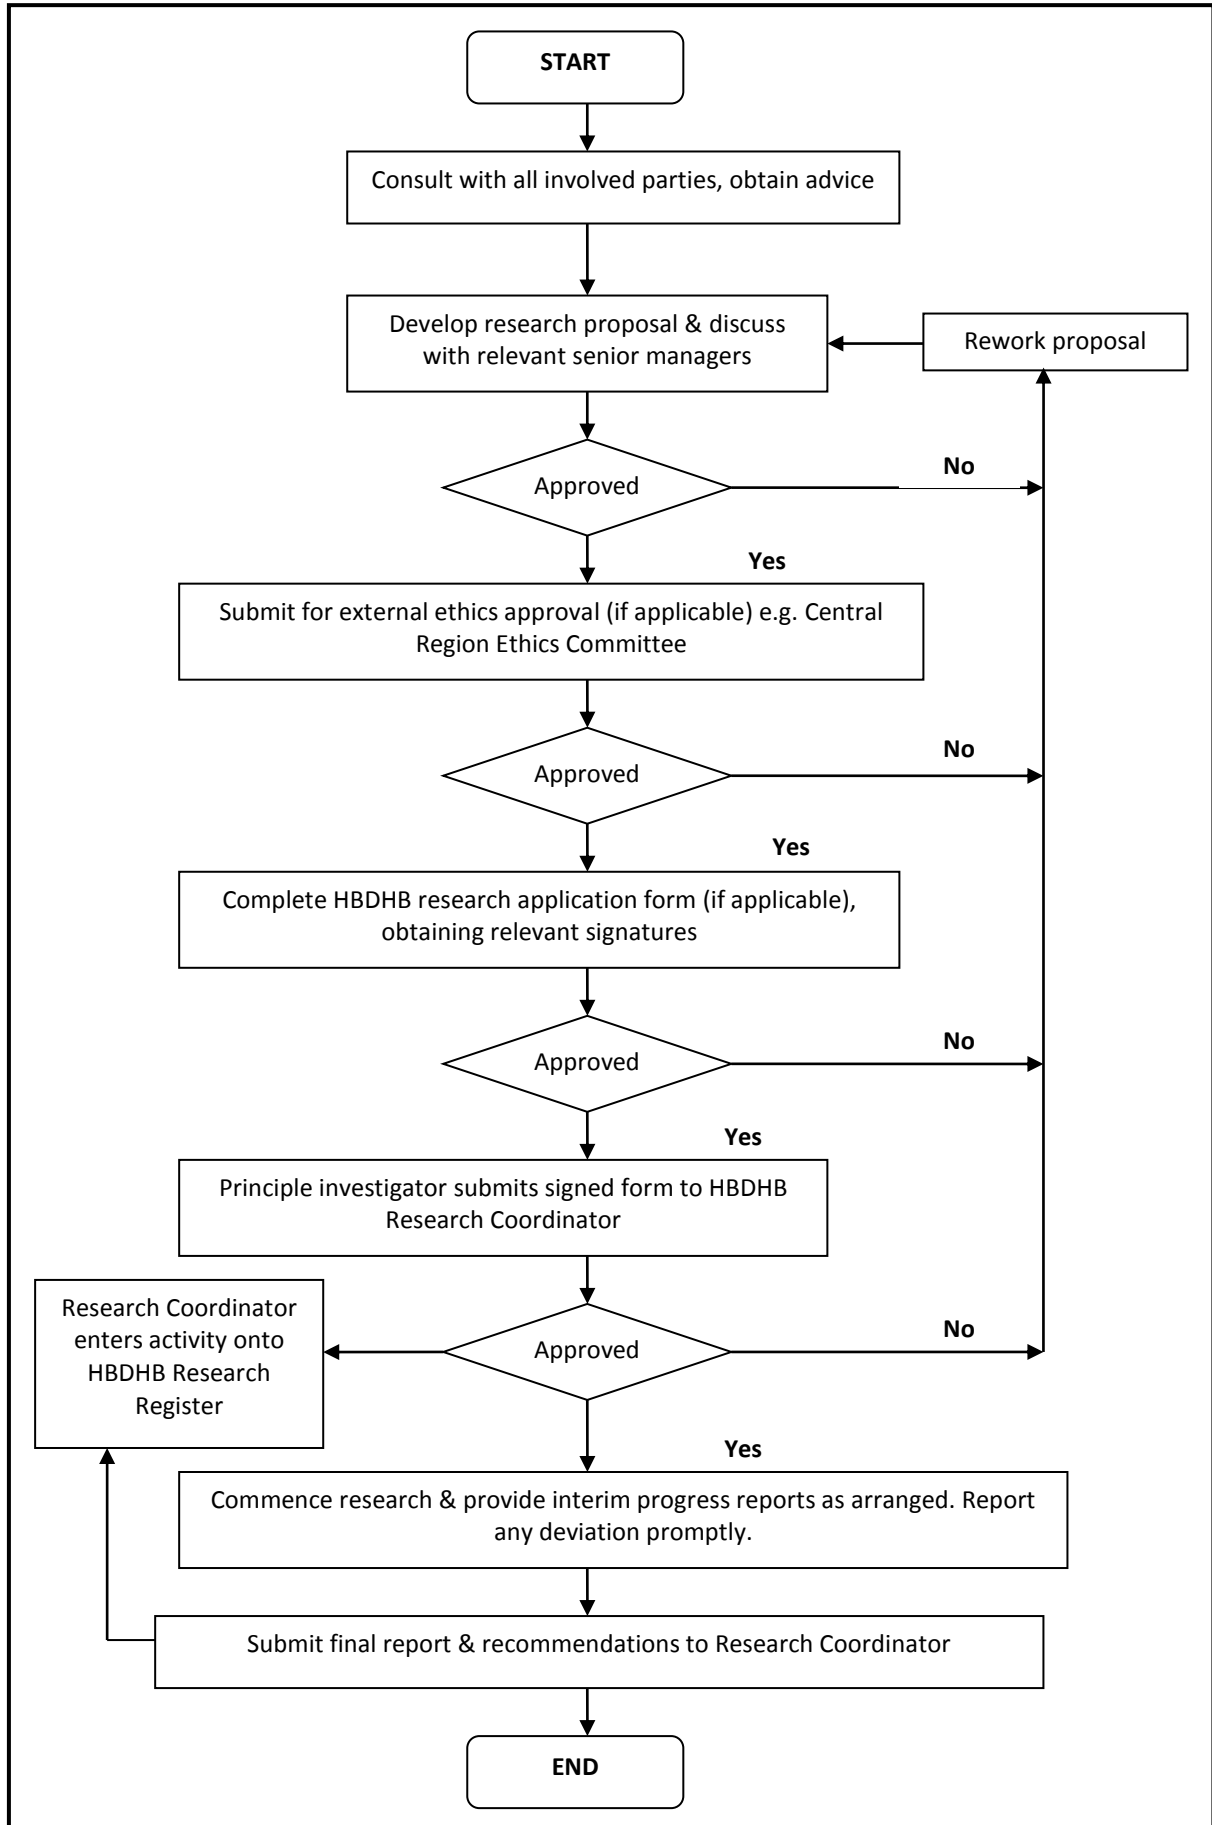 START
Consult with all involved parties, obtain advice
Develop research proposal & discuss
with relevant senior managers
Rework proposal
Approved
No
Yes
Submit for external ethics approval (if applicable) e.g. Central
Region Ethics Committee
Approved
No
Yes
Complete HBDHB research application form (if applicable),
obtaining relevant signatures
Approved
No
Yes
Principle investigator submits signed form to HBDHB
Research Coordinator
Research Coordinator
enters activity onto
HBDHB Research
Register
Approved
No
Yes
Commence research & provide interim progress reports as arranged. Report
any deviation promptly.
Submit final report & recommendations to Research Coordinator
END